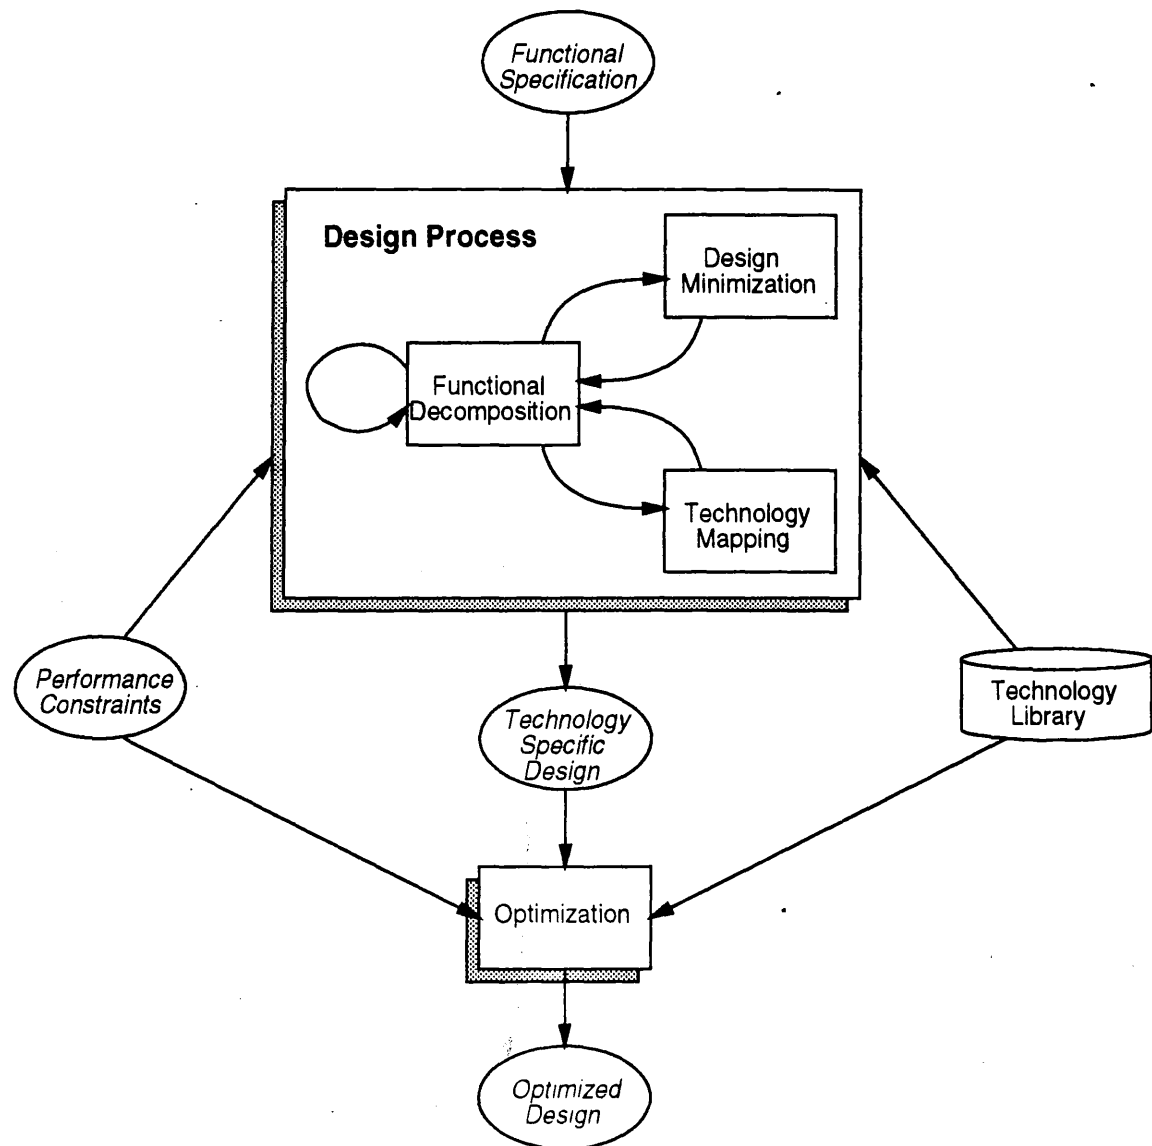 Functional
Specification
Design Process
Design
Minimization
Functional
Decomposition
Technology
Mapping
Performance
Constraints
Technology
Specific
Design
Technology
Library
Optimization
Optimized
Design